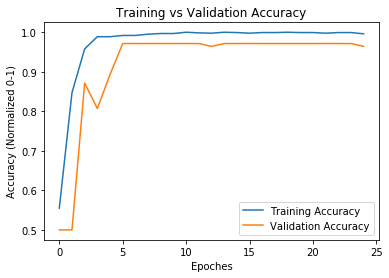 Training vs Validation Accuracy
Accuracy (Normalized 0-1)
1.0
0.9
0.8
0.7
0.6
0.5
Training Accuracy
Validation Accuracy
0 5 10 15 20 25
Epoches